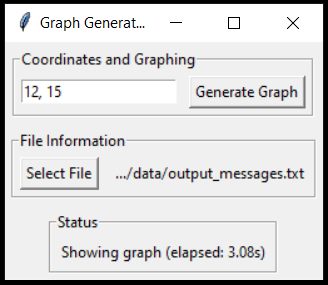 Graph Generat...
Coordinates and Graphing
12, 15
Generate Graph
File Information
Select File
.../data/output_messages.txt
Status
Showing graph (elapsed: 3.08s)